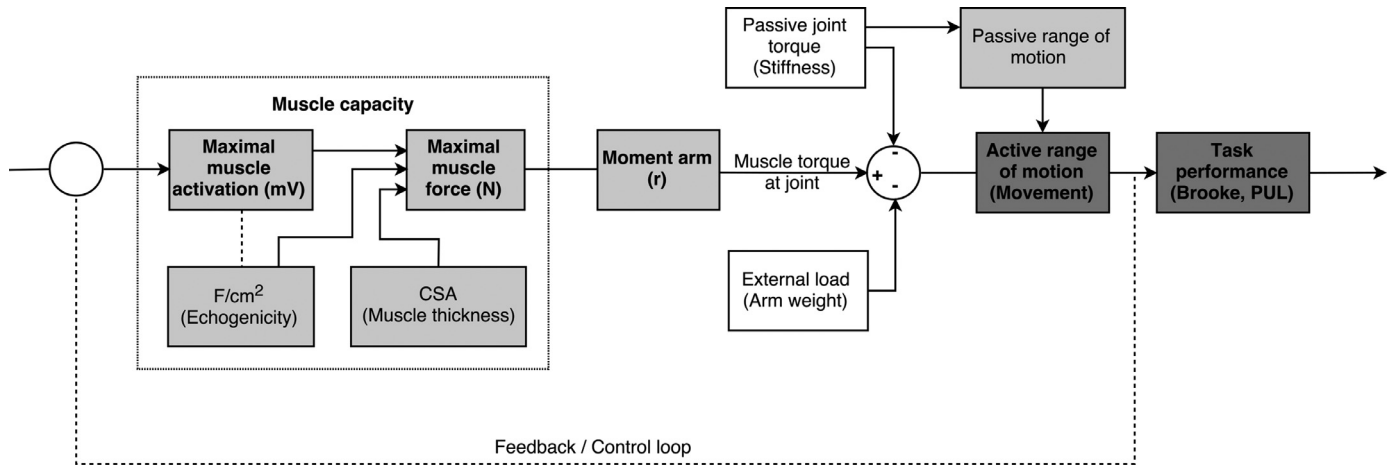 Muscle capacity
Maximal
muscle
activation (mV)
Maximal
muscle
force (N)
F/cm²
(Echogenicity)
CSA
(Muscle thickness)
Moment arm
(r)
Muscle torque
at joint
Passive joint
torque
(Stiffness)
Passive range of
motion
-
+
-
External load
(Arm weight)
Active range
of motion
(Movement)
Task
performance
(Brooke, PUL)
Feedback / Control loop